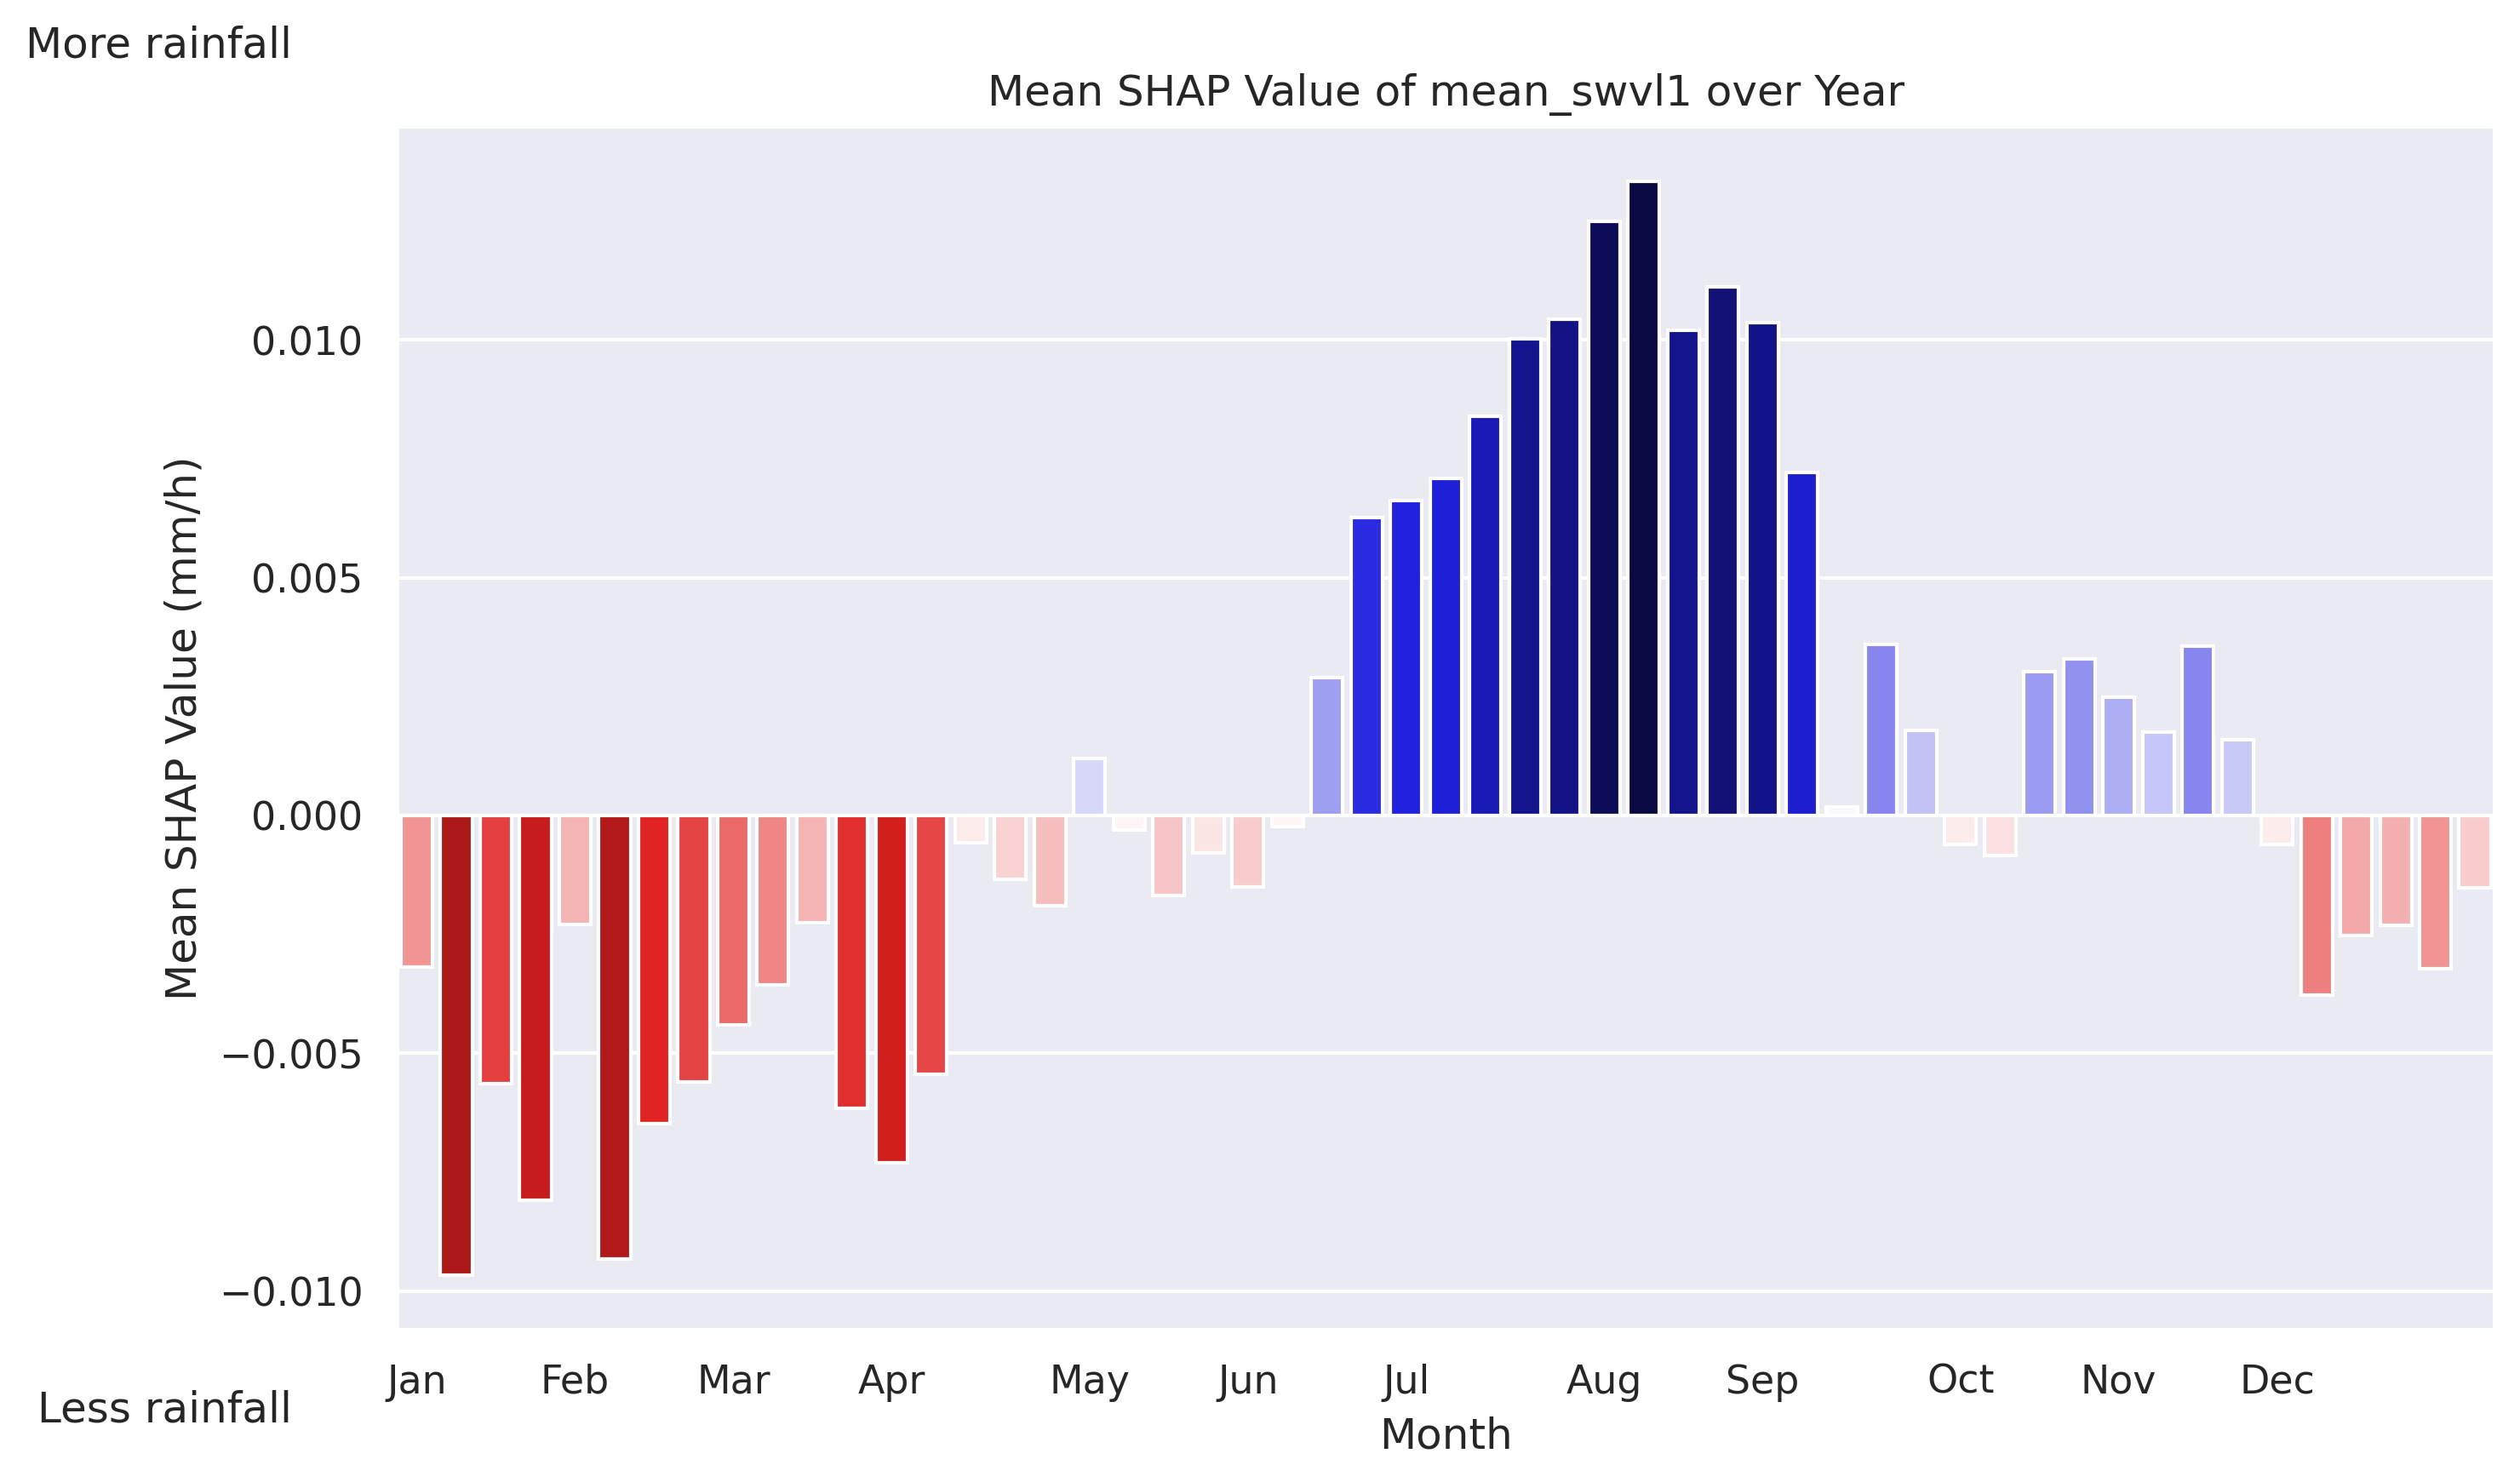 More rainfall
Mean SHAP Value of mean_swvl1 over Year
Mean SHAP Value (mm/h)
0.010
0.005
0.000
−0.005
−0.010
Jan Feb Mar Apr May Jun Jul Aug Sep Oct Nov Dec
Less rainfall
Month